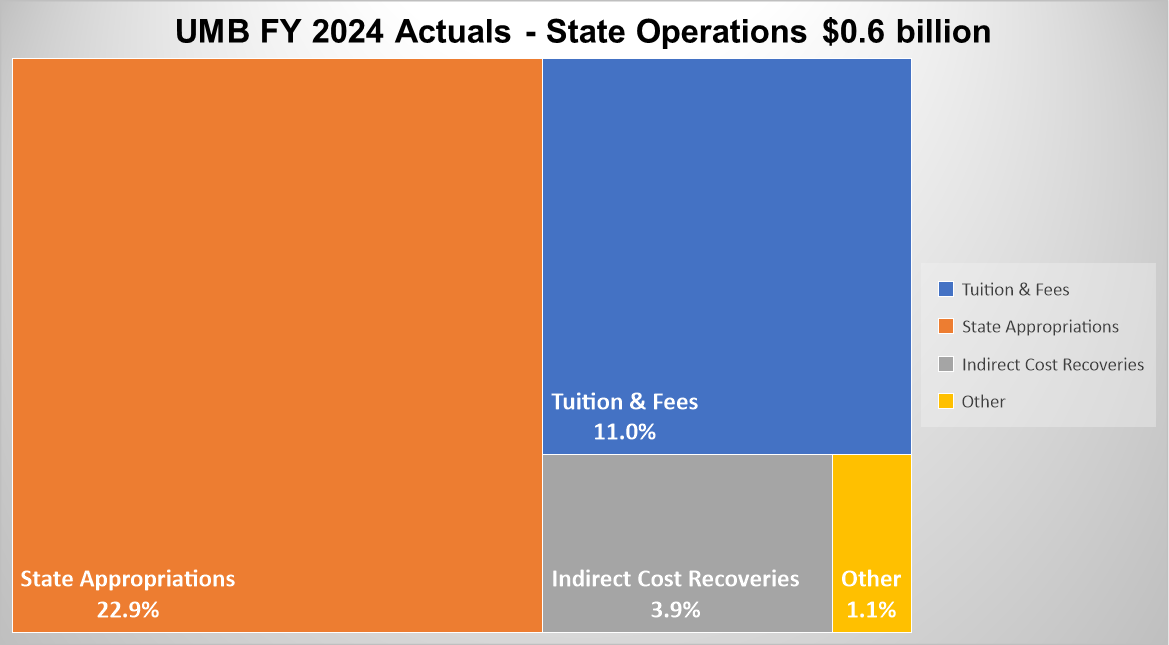 UMB FY 2024 Actuals - State Operations $0.6 billion
Tuition & Fees
11.0%
State Appropriations
22.9%
Indirect Cost Recoveries
3.9%
Other
1.1%
Tuition & Fees
State Appropriations
Indirect Cost Recoveries
Other